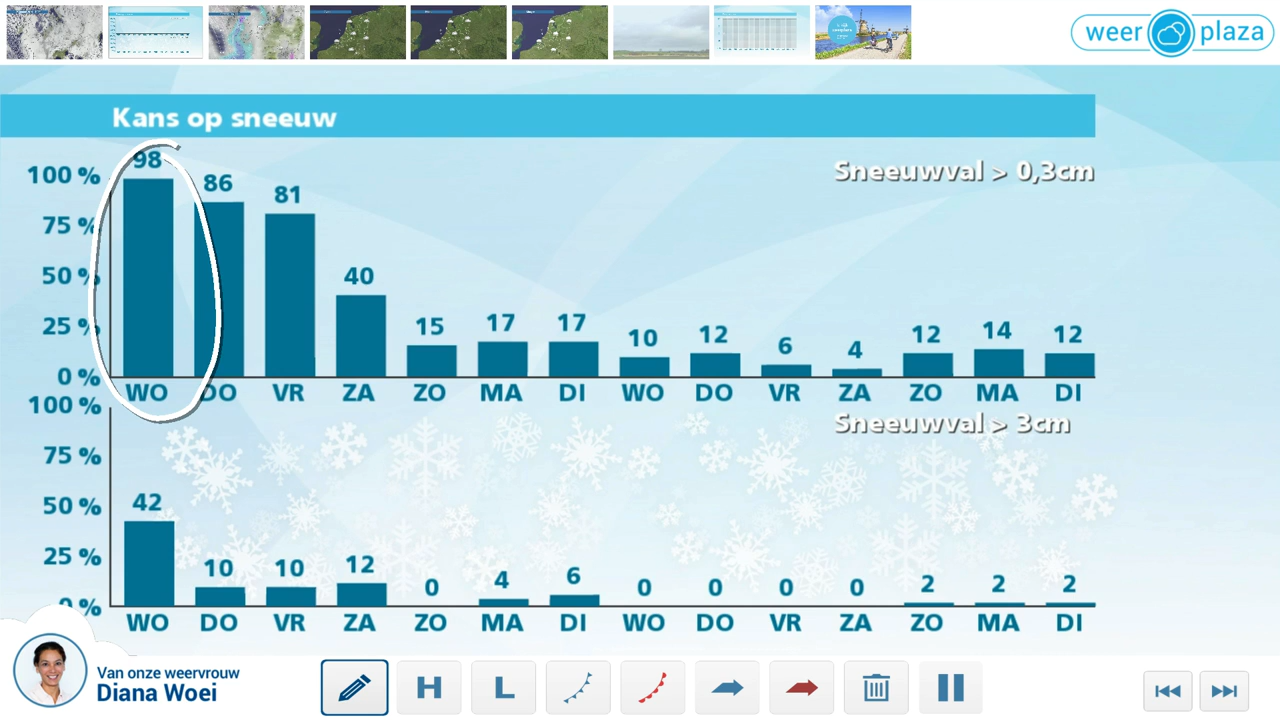 weer plaza
Kans op sneeuw
Sneeuwval > 0,3cm
100 %
75 %
50 %
25 %
0 %
98 86 81 40 15 17 17 10 12 6 4 12 14 12
WO DO VR ZA ZO MA DI WO DO VR ZA ZO MA DI
Sneeuwval > 3cm
100 %
75 %
50 %
25 %
0 %
42 10 10 12 0 4 6 0 0 0 0 2 2 2
WO DO VR ZA ZO MA DI WO DO VR ZA ZO MA DI
Van onze weervrouw
Diana Woei
H L